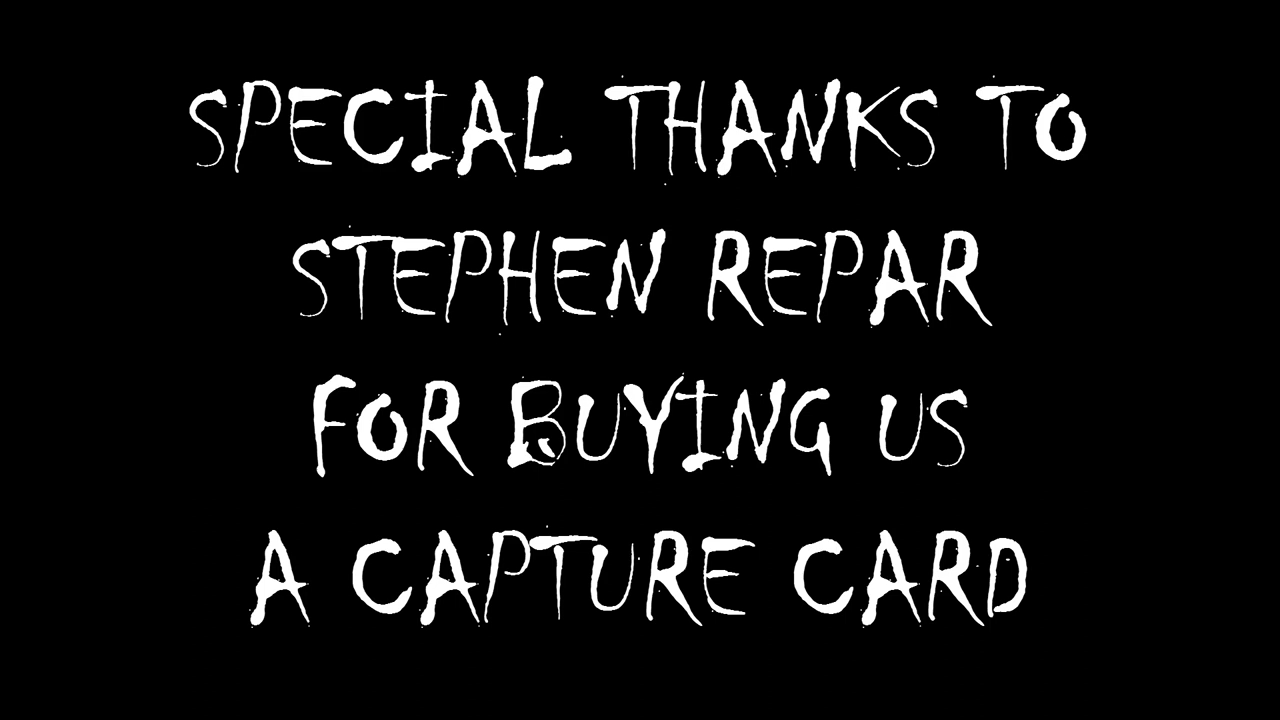 SPECIAL THANKS TO
STEPHEN REPAR
FOR BUYING US
A CAPTURE CARD